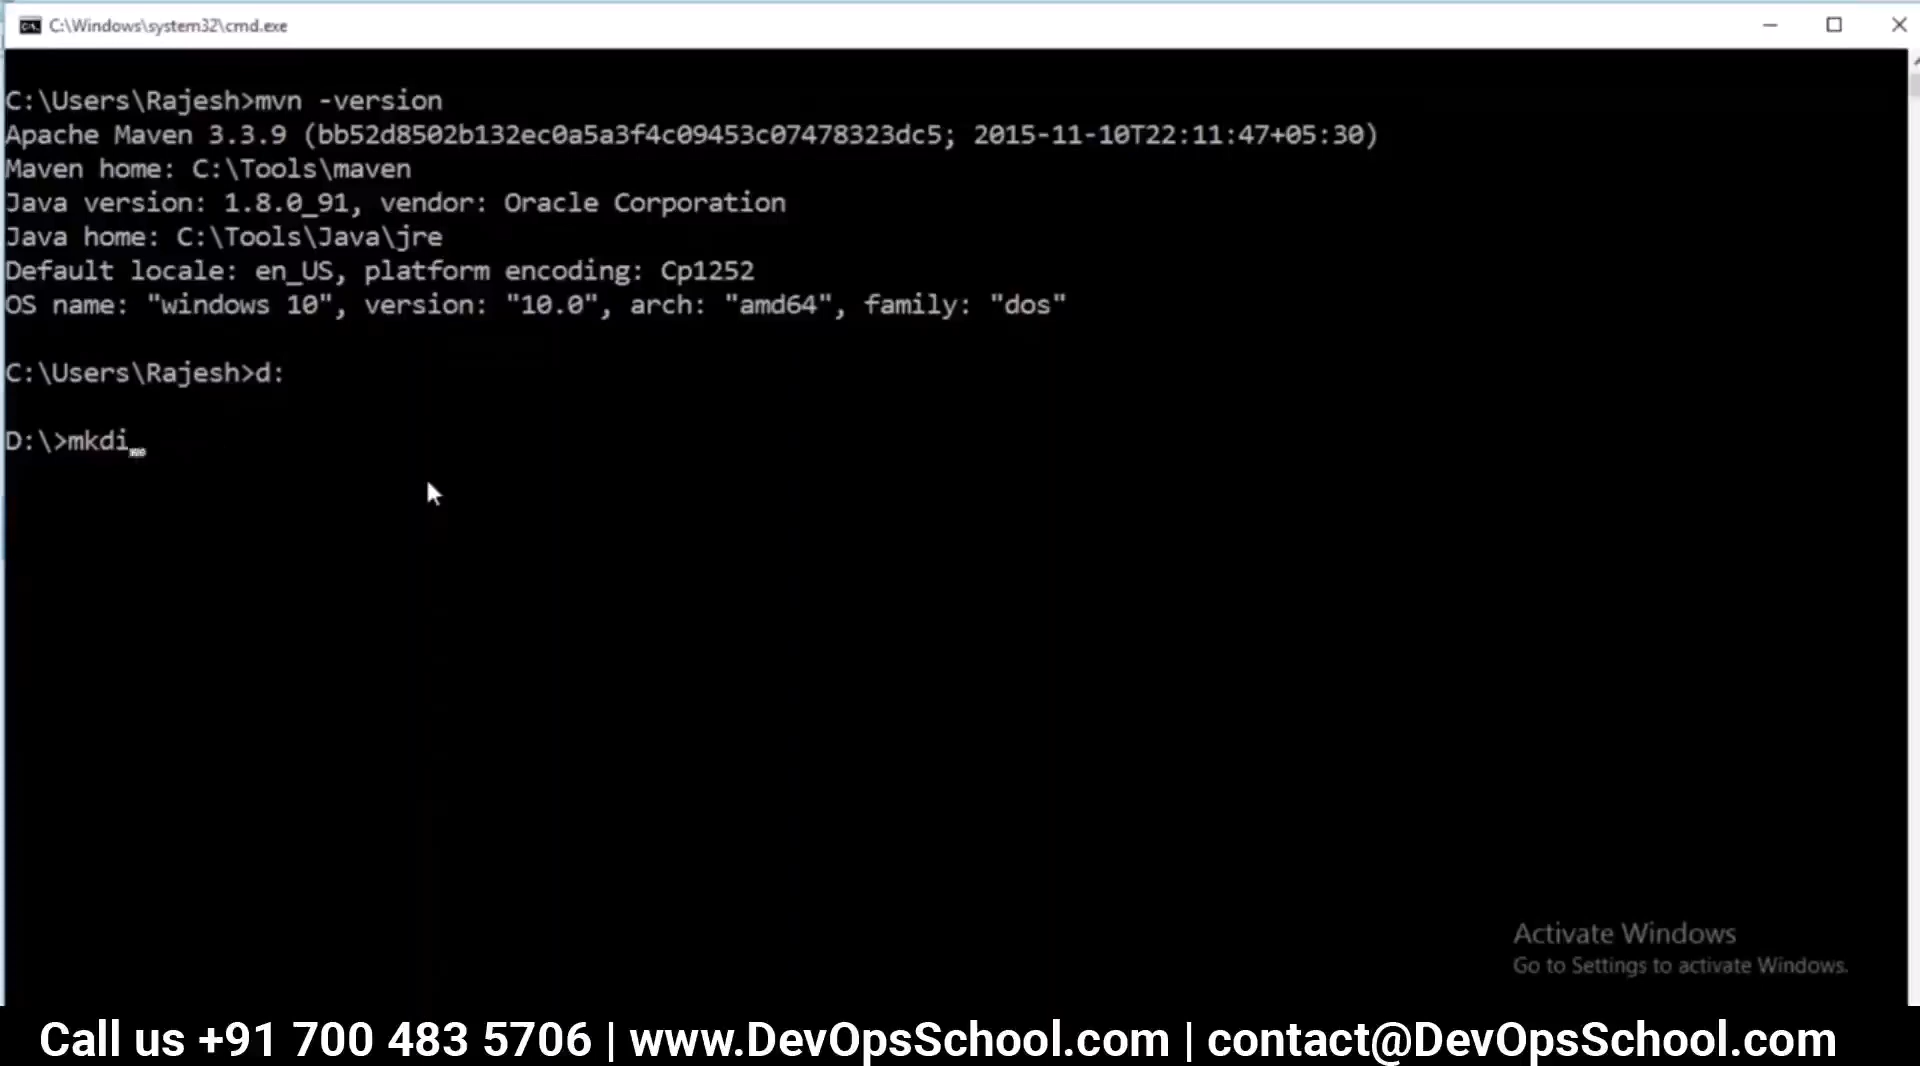 C:\Windows\system32\cmd.exe
C:\Users\Rajesh>mvn -version
Apache Maven 3.3.9 (bb52d8502b132ec0a5a3f4c09453c07478323dc5; 2015-11-10T22:11:47+05:30)
Maven home: C:\Tools\maven
Java version: 1.8.0_91, vendor: Oracle Corporation
Java home: C:\Tools\Java\jre
Default locale: en_US, platform encoding: Cp1252
OS name: "windows 10", version: "10.0", arch: "amd64", family: "dos"
C:\Users\Rajesh>d:
D:\>mkdi
Activate Windows
Go to Settings to activate Windows.
Call us +91 700 483 5706 | www.DevOpsSchool.com | contact@DevOpsSchool.com